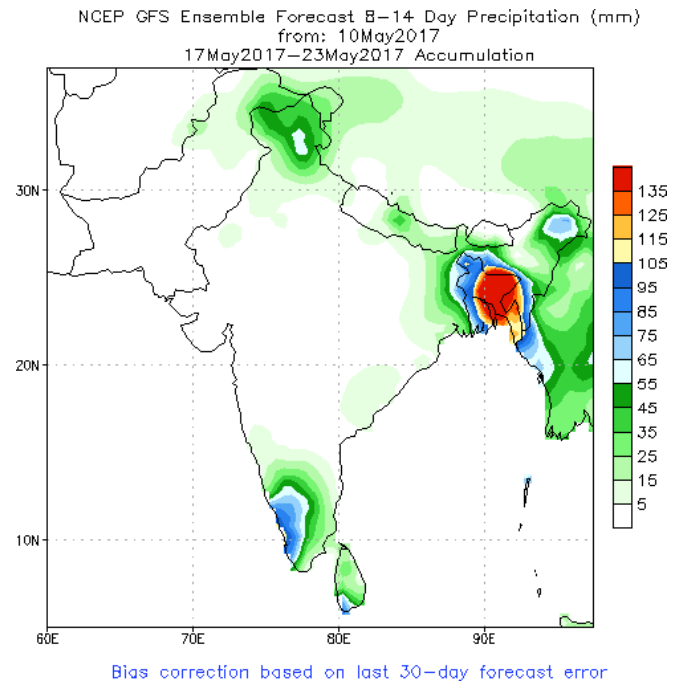 NCEP GFS Ensemble Forecast 8-14 Day Precipitation (mm)
from: 10May2017
17May2017-23May2017 Accumulation
30N
20N
10N
60E
70E
80E
90E
135
125
115
105
95
85
75
65
55
45
35
25
15
5
Bias correction based on last 30-day forecast error